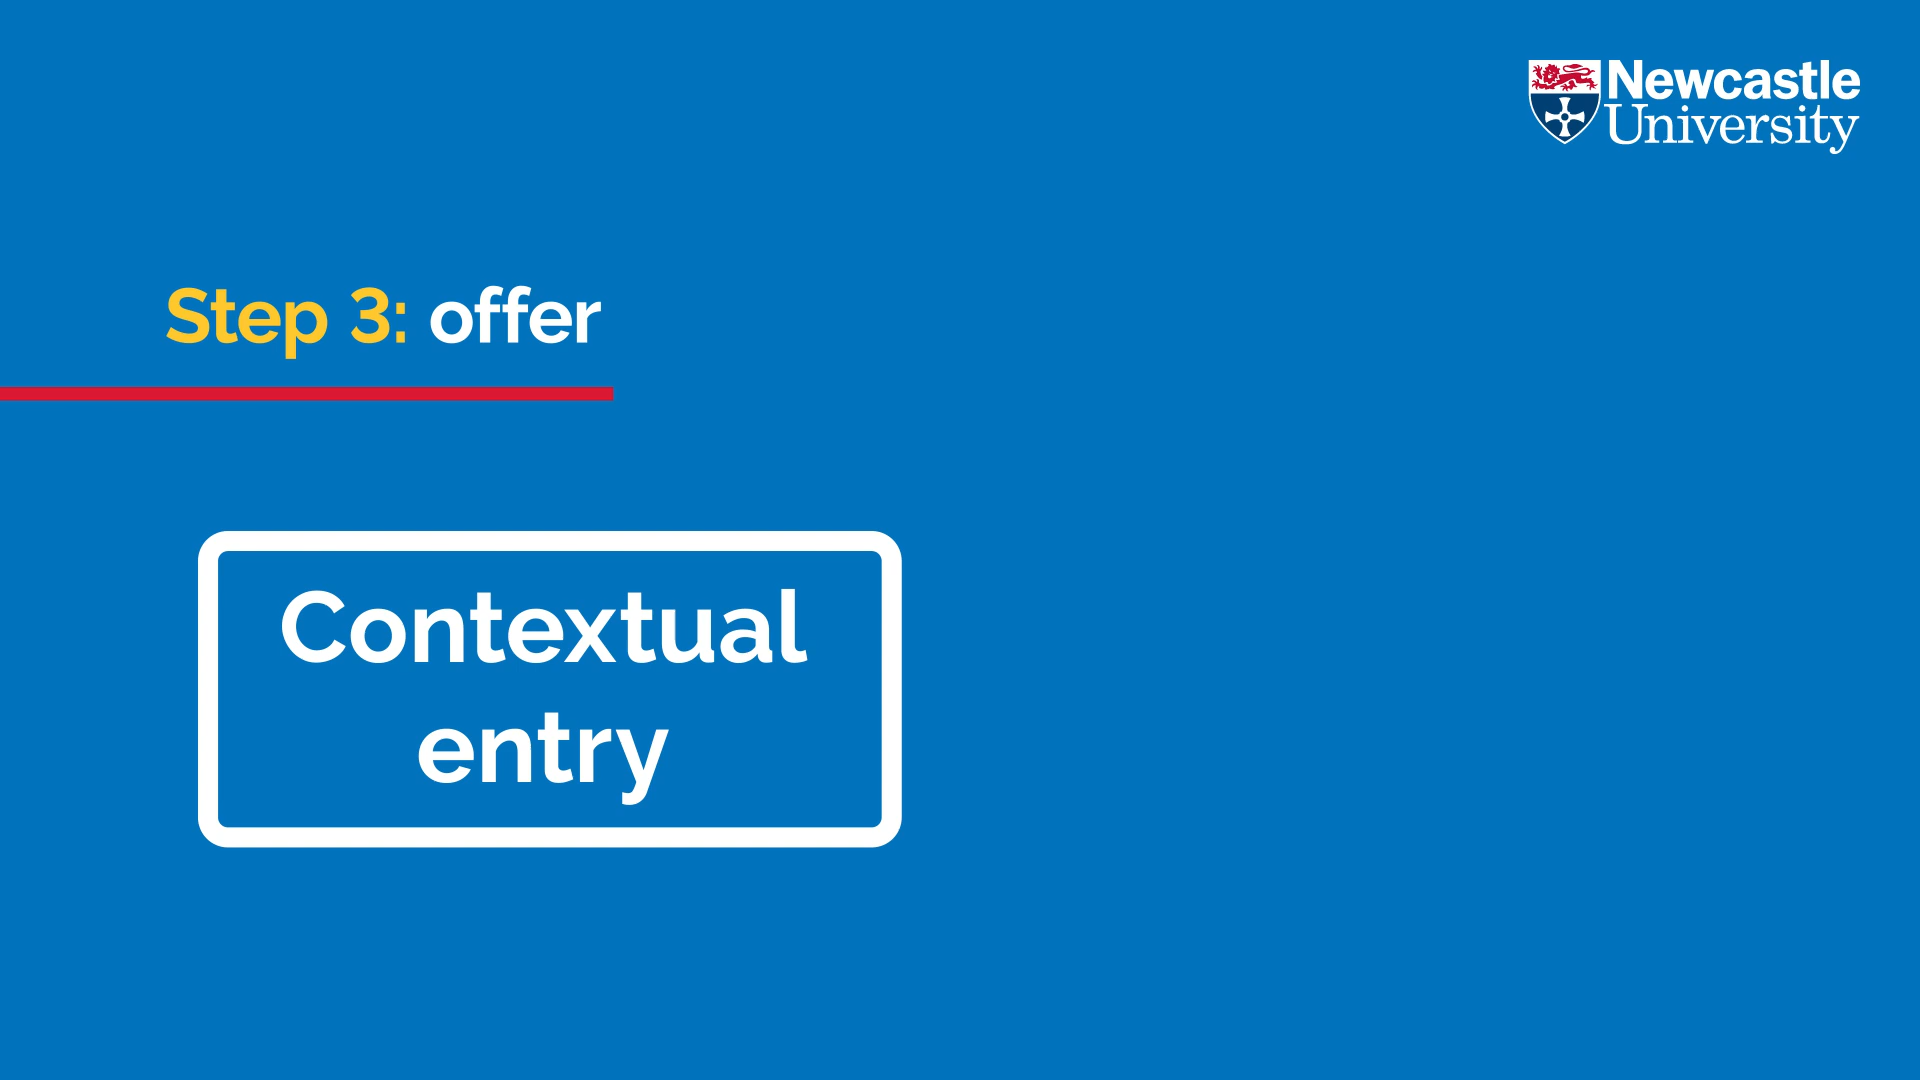 Newcastle
University
Step 3: offer
Contextual
entry